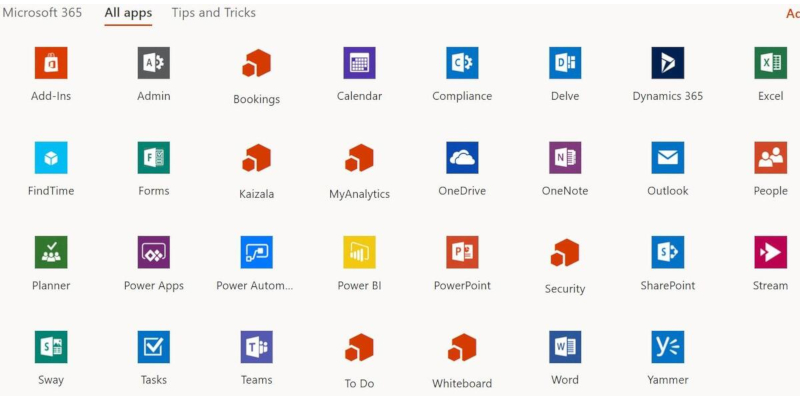 Microsoft 365 All apps Tips and Tricks
Add-Ins Admin Bookings Calendar Compliance Delve Dynamics 365 Excel
FindTime Forms Kaizala MyAnalytics OneDrive OneNote Outlook People
Planner Power Apps Power Autom... Power BI PowerPoint Security SharePoint Stream
Sway Tasks Teams To Do Whiteboard Word Yammer